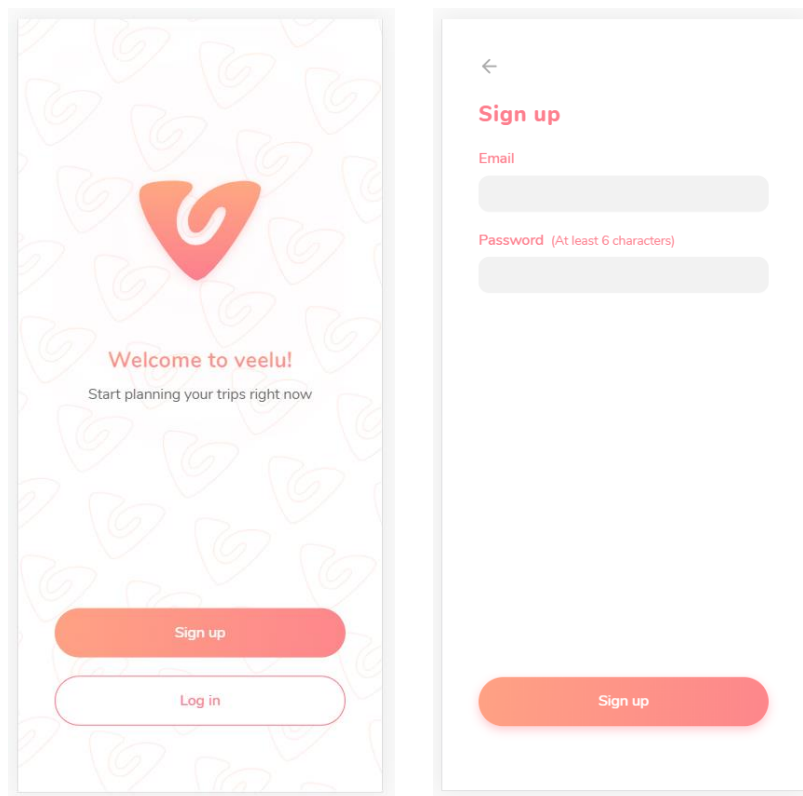 Welcome to veelu!
Start planning your trips right now
Sign up
Log in
Sign up
Email
Password (At least 6 characters)
Sign up